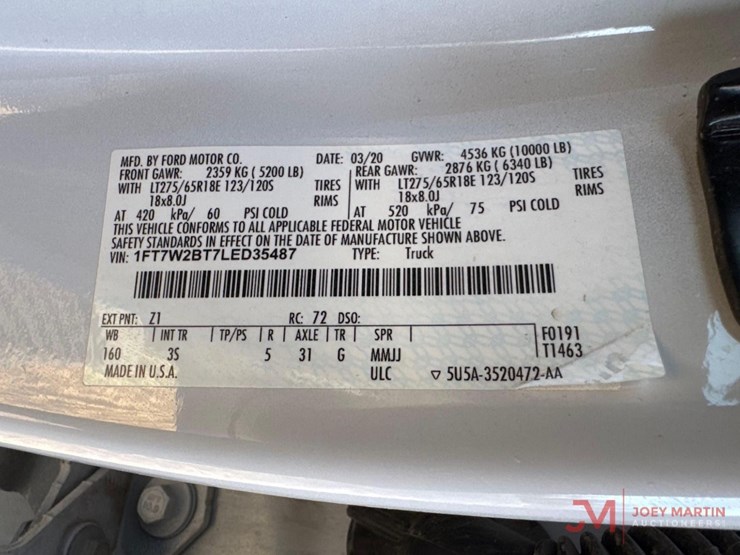 MFD. BY FORD MOTOR CO. DATE: 03/20 GVWR: 4536 KG (10000 LB)
FRONT GAWR: 2359 KG ( 5200 LB) REAR GAWR: 2876 KG ( 6340 LB)
WITH LT275/65R18E 123/120S TIRES WITH LT275/65R18E 123/120S TIRES
18x8.0J RIMS 18x8.0J RIMS
AT 420 kPa/ 60 PSI COLD AT 520 kPa/ 75 PSI COLD
THIS VEHICLE CONFORMS TO ALL APPLICABLE FEDERAL MOTOR VEHICLE
SAFETY STANDARDS IN EFFECT ON THE DATE OF MANUFACTURE SHOWN ABOVE.
VIN: 1FT7W2BT7LED35487 TYPE: Truck
EXT PNT: Z1 RC: 72 DSO:
WB INT TR TP/PS R AXLE TR SPR F0191
160 3S 5 31 G MMJJ T1463
MADE IN U.S.A. ULC ▽ 5U5A-3520472-AA
JM JOEY MARTIN
AUCTIONEERS